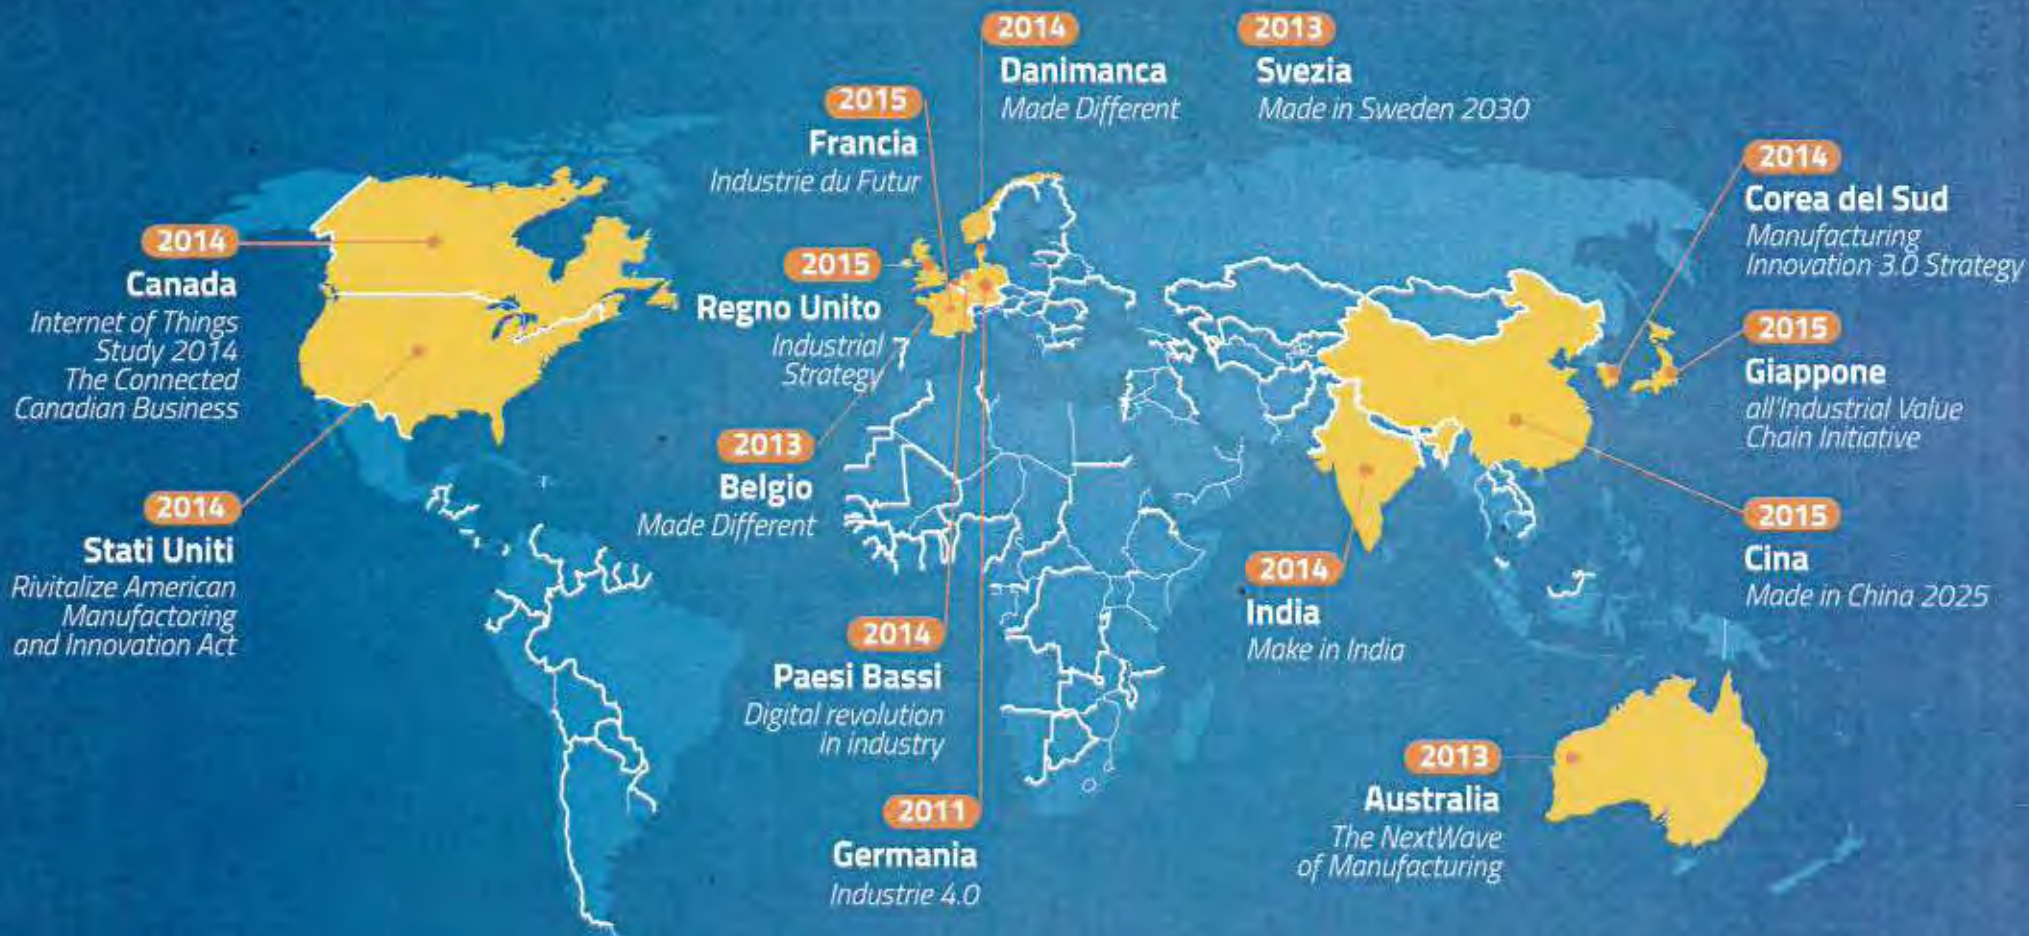 2014
Danimanca
Made Different
2013
Svezia
Made in Sweden 2030
2015
Francia
Industrie du Futur
2014
Corea del Sud
Manufacturing
Innovation 3.0 Strategy
2014
Canada
Internet of Things
Study 2014
The Connected
Canadian Business
2015
Regno Unito
Industrial
Strategy
2015
Giappone
all'Industrial Value
Chain Initiative
2013
Belgio
Made Different
2014
Stati Uniti
Rivitalize American
Manufactoring
and Innovation Act
2015
Cina
Made in China 2025
2014
India
Make in India
2014
Paesi Bassi
Digital revolution
in industry
2013
Australia
The NextWave
of Manufacturing
2011
Germania
Industrie 4.0